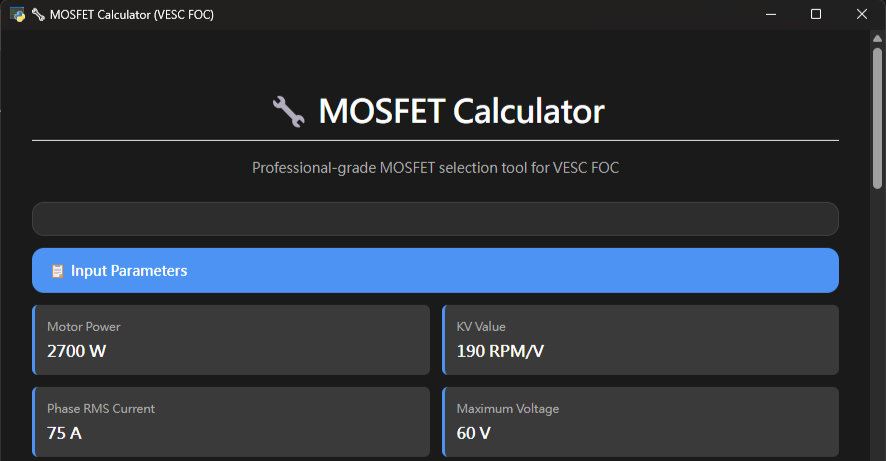 MOSFET Calculator (VESC FOC)
MOSFET Calculator
Professional-grade MOSFET selection tool for VESC FOC
Input Parameters
Motor Power
2700 W
KV Value
190 RPM/V
Phase RMS Current
75 A
Maximum Voltage
60 V